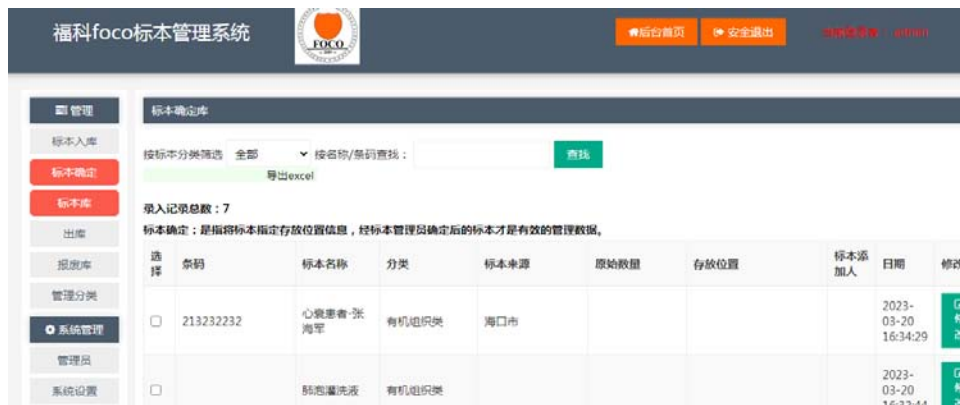 福科foco标本管理系统
FOCO
后台首页
安全退出
管理
标本入库
标本确定
标本库
出库
报废库
管理分类
系统管理
管理员
系统设置
标本确定库
按标本分类筛选 全部 按名称/条码查找： 查找
导出excel
录入记录总数：7
标本确定：是指将标本指定存放位置信息，经标本管理员确定后的标本才是有效的管理数据。
选择 条码 标本名称 分类 标本来源 原始数量 存放位置 标本添加人 日期 修改
213232232 心衰患者-张海军 有机组织类 海口市 2023-03-20 16:34:29
肺泡灌洗液 有机组织类 2023-03-20